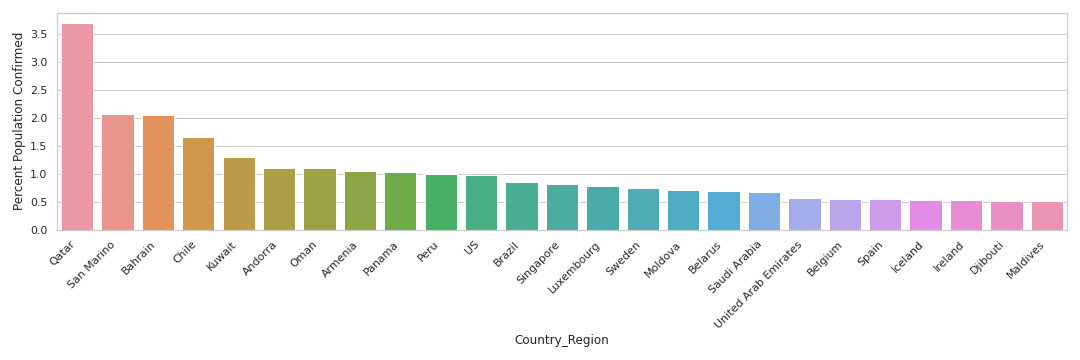 Percent Population Confirmed
3.5
3.0
2.5
2.0
1.5
1.0
0.5
0.0
Qatar
San Marino
Bahrain
Chile
Kuwait
Andorra
Oman
Armenia
Panama
Peru
US
Brazil
Singapore
Luxembourg
Sweden
Moldova
Belarus
Saudi Arabia
United Arab Emirates
Belgium
Spain
Iceland
Ireland
Djibouti
Maldives
Country_Region